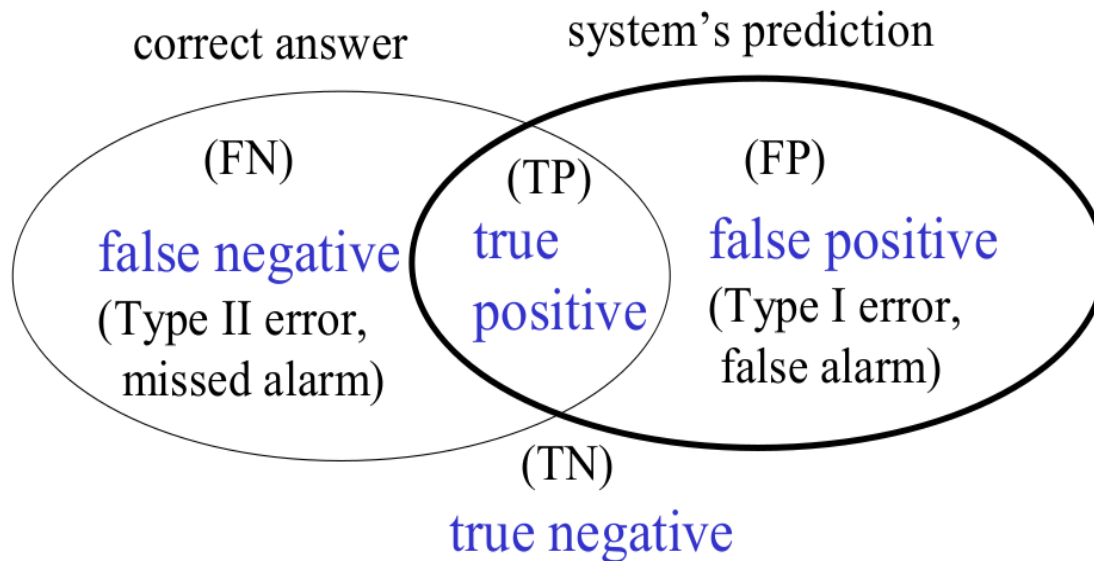 correct answer
system’s prediction
(FN)
false negative
(Type II error,
missed alarm)
(TP)
true
positive
(FP)
false positive
(Type I error,
false alarm)
(TN)
true negative